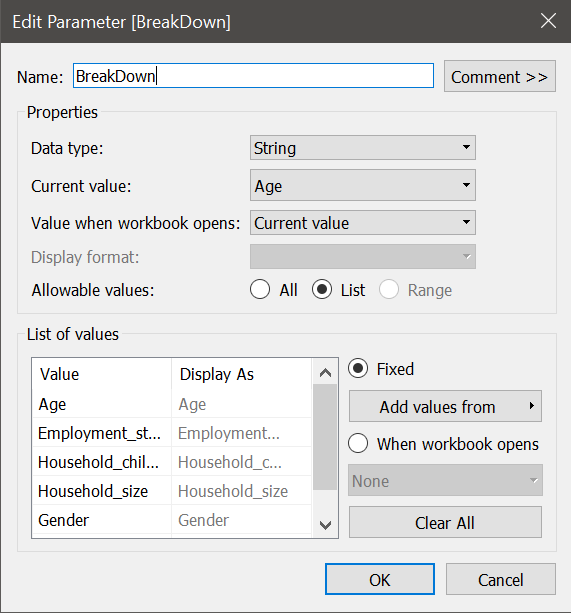 Edit Parameter [BreakDown]
Name: BreakDown Comment >>
Properties
Data type: String
Current value: Age
Value when workbook opens: Current value
Display format:
Allowable values: All List Range
List of values
Value Display As
Age Age
Employment_st... Employment...
Household_chil... Household_c...
Household_size Household_size
Gender Gender
Fixed
Add values from
When workbook opens
None
Clear All
OK Cancel